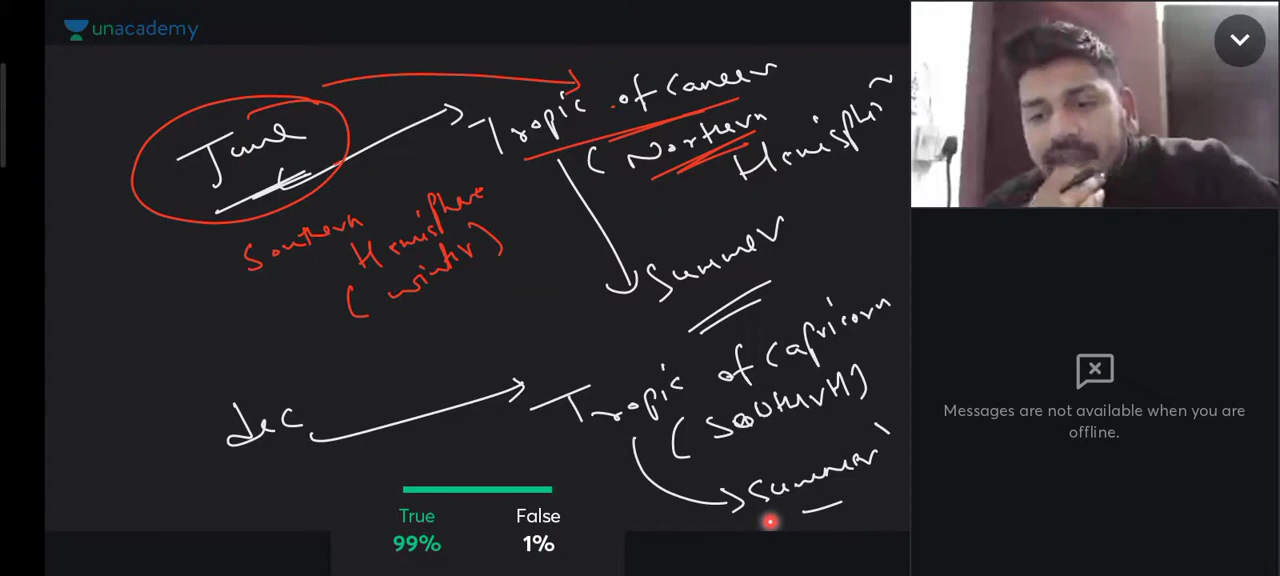 unacademy
June
Tropic of Cancer
(Northern
Hemisphere
Southern
Hemisphere
(winter)
Summer
dec
Tropic of Capricorn
(South H)
Summer
True False
99% 1%
Messages are not available when you are
offline.